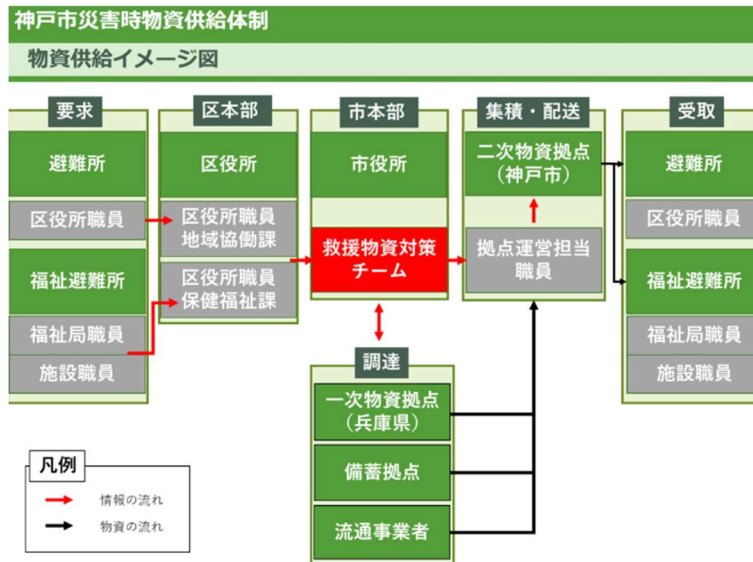 神戸市災害時物資供給体制
物資供給イメージ図
要求
避難所
区役所職員
福祉避難所
福祉局職員
施設職員
区本部
区役所
区役所職員
地域協働課
区役所職員
保健福祉課
市本部
市役所
救援物資対策
チーム
調達
一次物資拠点
（兵庫県）
備蓄拠点
流通事業者
集積・配送
二次物資拠点
（神戸市）
拠点運営担当
職員
受取
避難所
区役所職員
福祉避難所
福祉局職員
施設職員
凡例
情報の流れ
物資の流れ